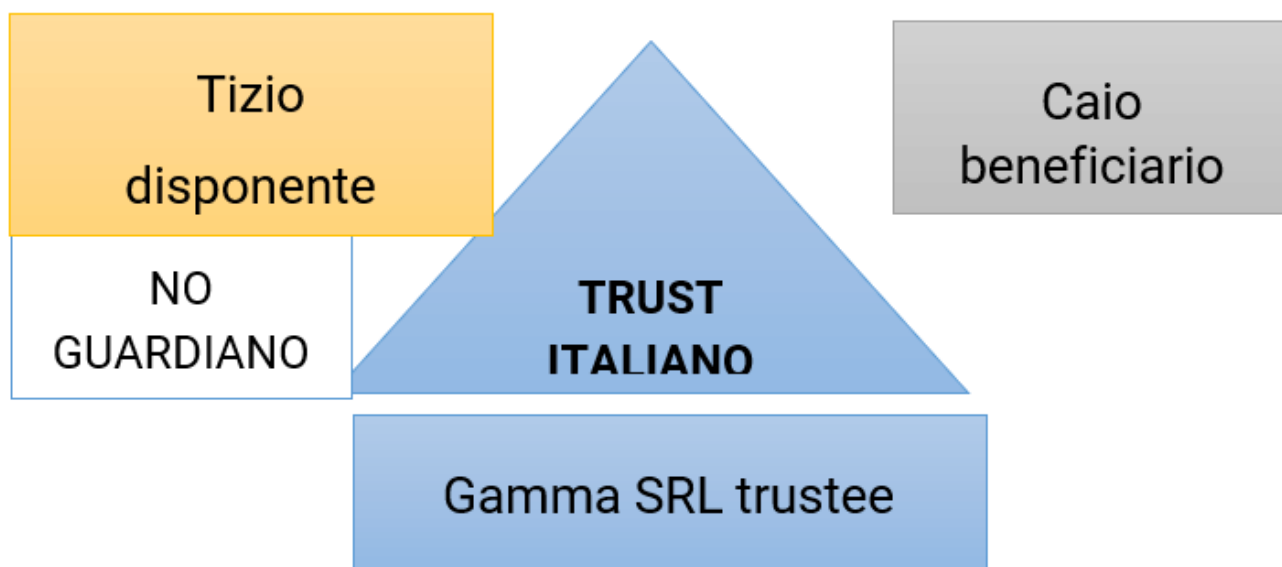 Tizio
disponente
NO
GUARDIANO
TRUST
ITALIANO
Caio
beneficiario
Gamma SRL trustee